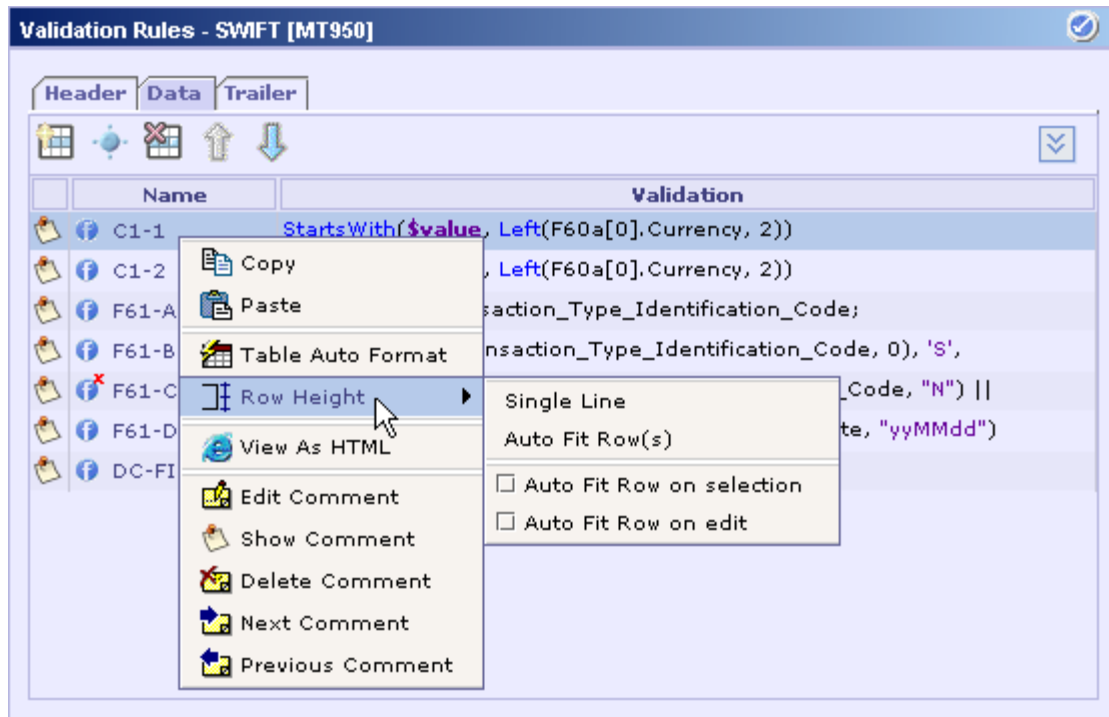 Validation Rules - SWIFT [MT950]
Header Data Trailer
Name Validation
C1-1 StartsWith($value, Left(F60a[0].Currency, 2))
C1-2 , Left(F60a[0].Currency, 2))
F61-A saction_Type_Identification_Code;
F61-B nsaction_Type_Identification_Code, 0), 'S',
F61-C _Code, "N") ||
F61-D te, "yyMMdd")
DC-FI
Copy
Paste
Table Auto Format
Row Height
View As HTML
Edit Comment
Show Comment
Delete Comment
Next Comment
Previous Comment
Single Line
Auto Fit Row(s)
Auto Fit Row on selection
Auto Fit Row on edit